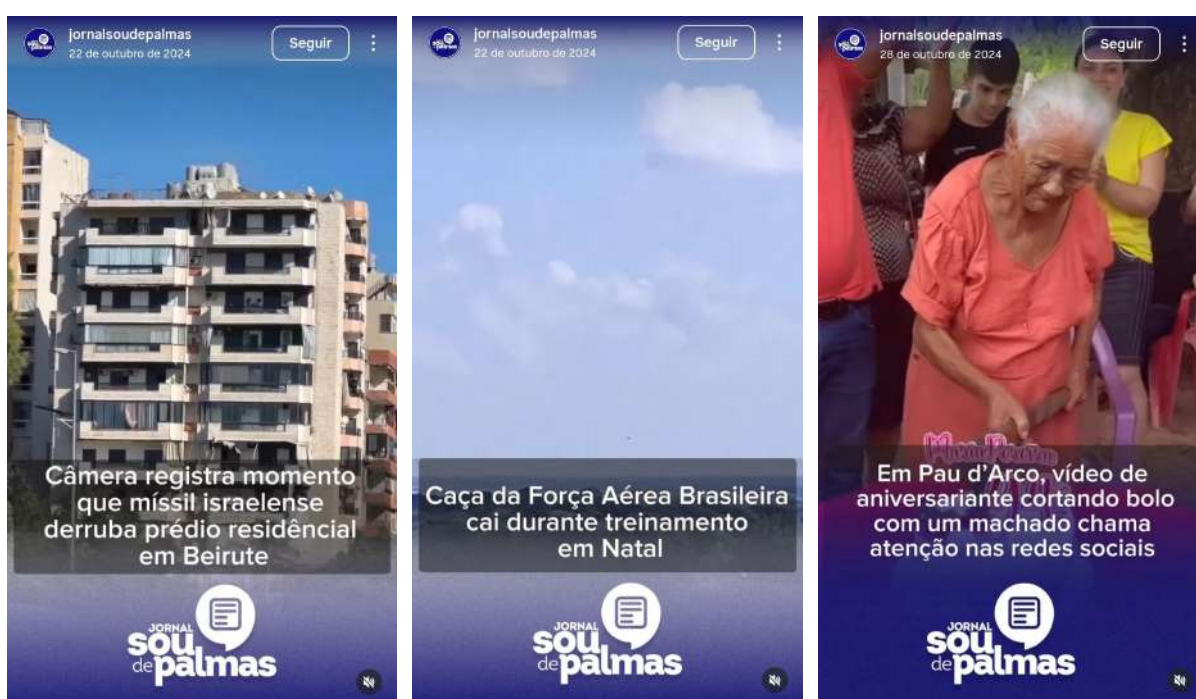 jornalsoudepalmas
22 de outubro de 2024
Seguir
Câmera registra momento
que míssil israelense
derruba prédio residêncial
em Beirute
JORNAL
sou
de palmas
jornalsoudepalmas
22 de outubro de 2024
Seguir
Caça da Força Aérea Brasileira
cai durante treinamento
em Natal
JORNAL
sou
de palmas
jornalsoudepalmas
28 de outubro de 2024
Seguir
Em Pau d’Arco, vídeo de
aniversariante cortando bolo
com um machado chama
atenção nas redes sociais
JORNAL
sou
de palmas